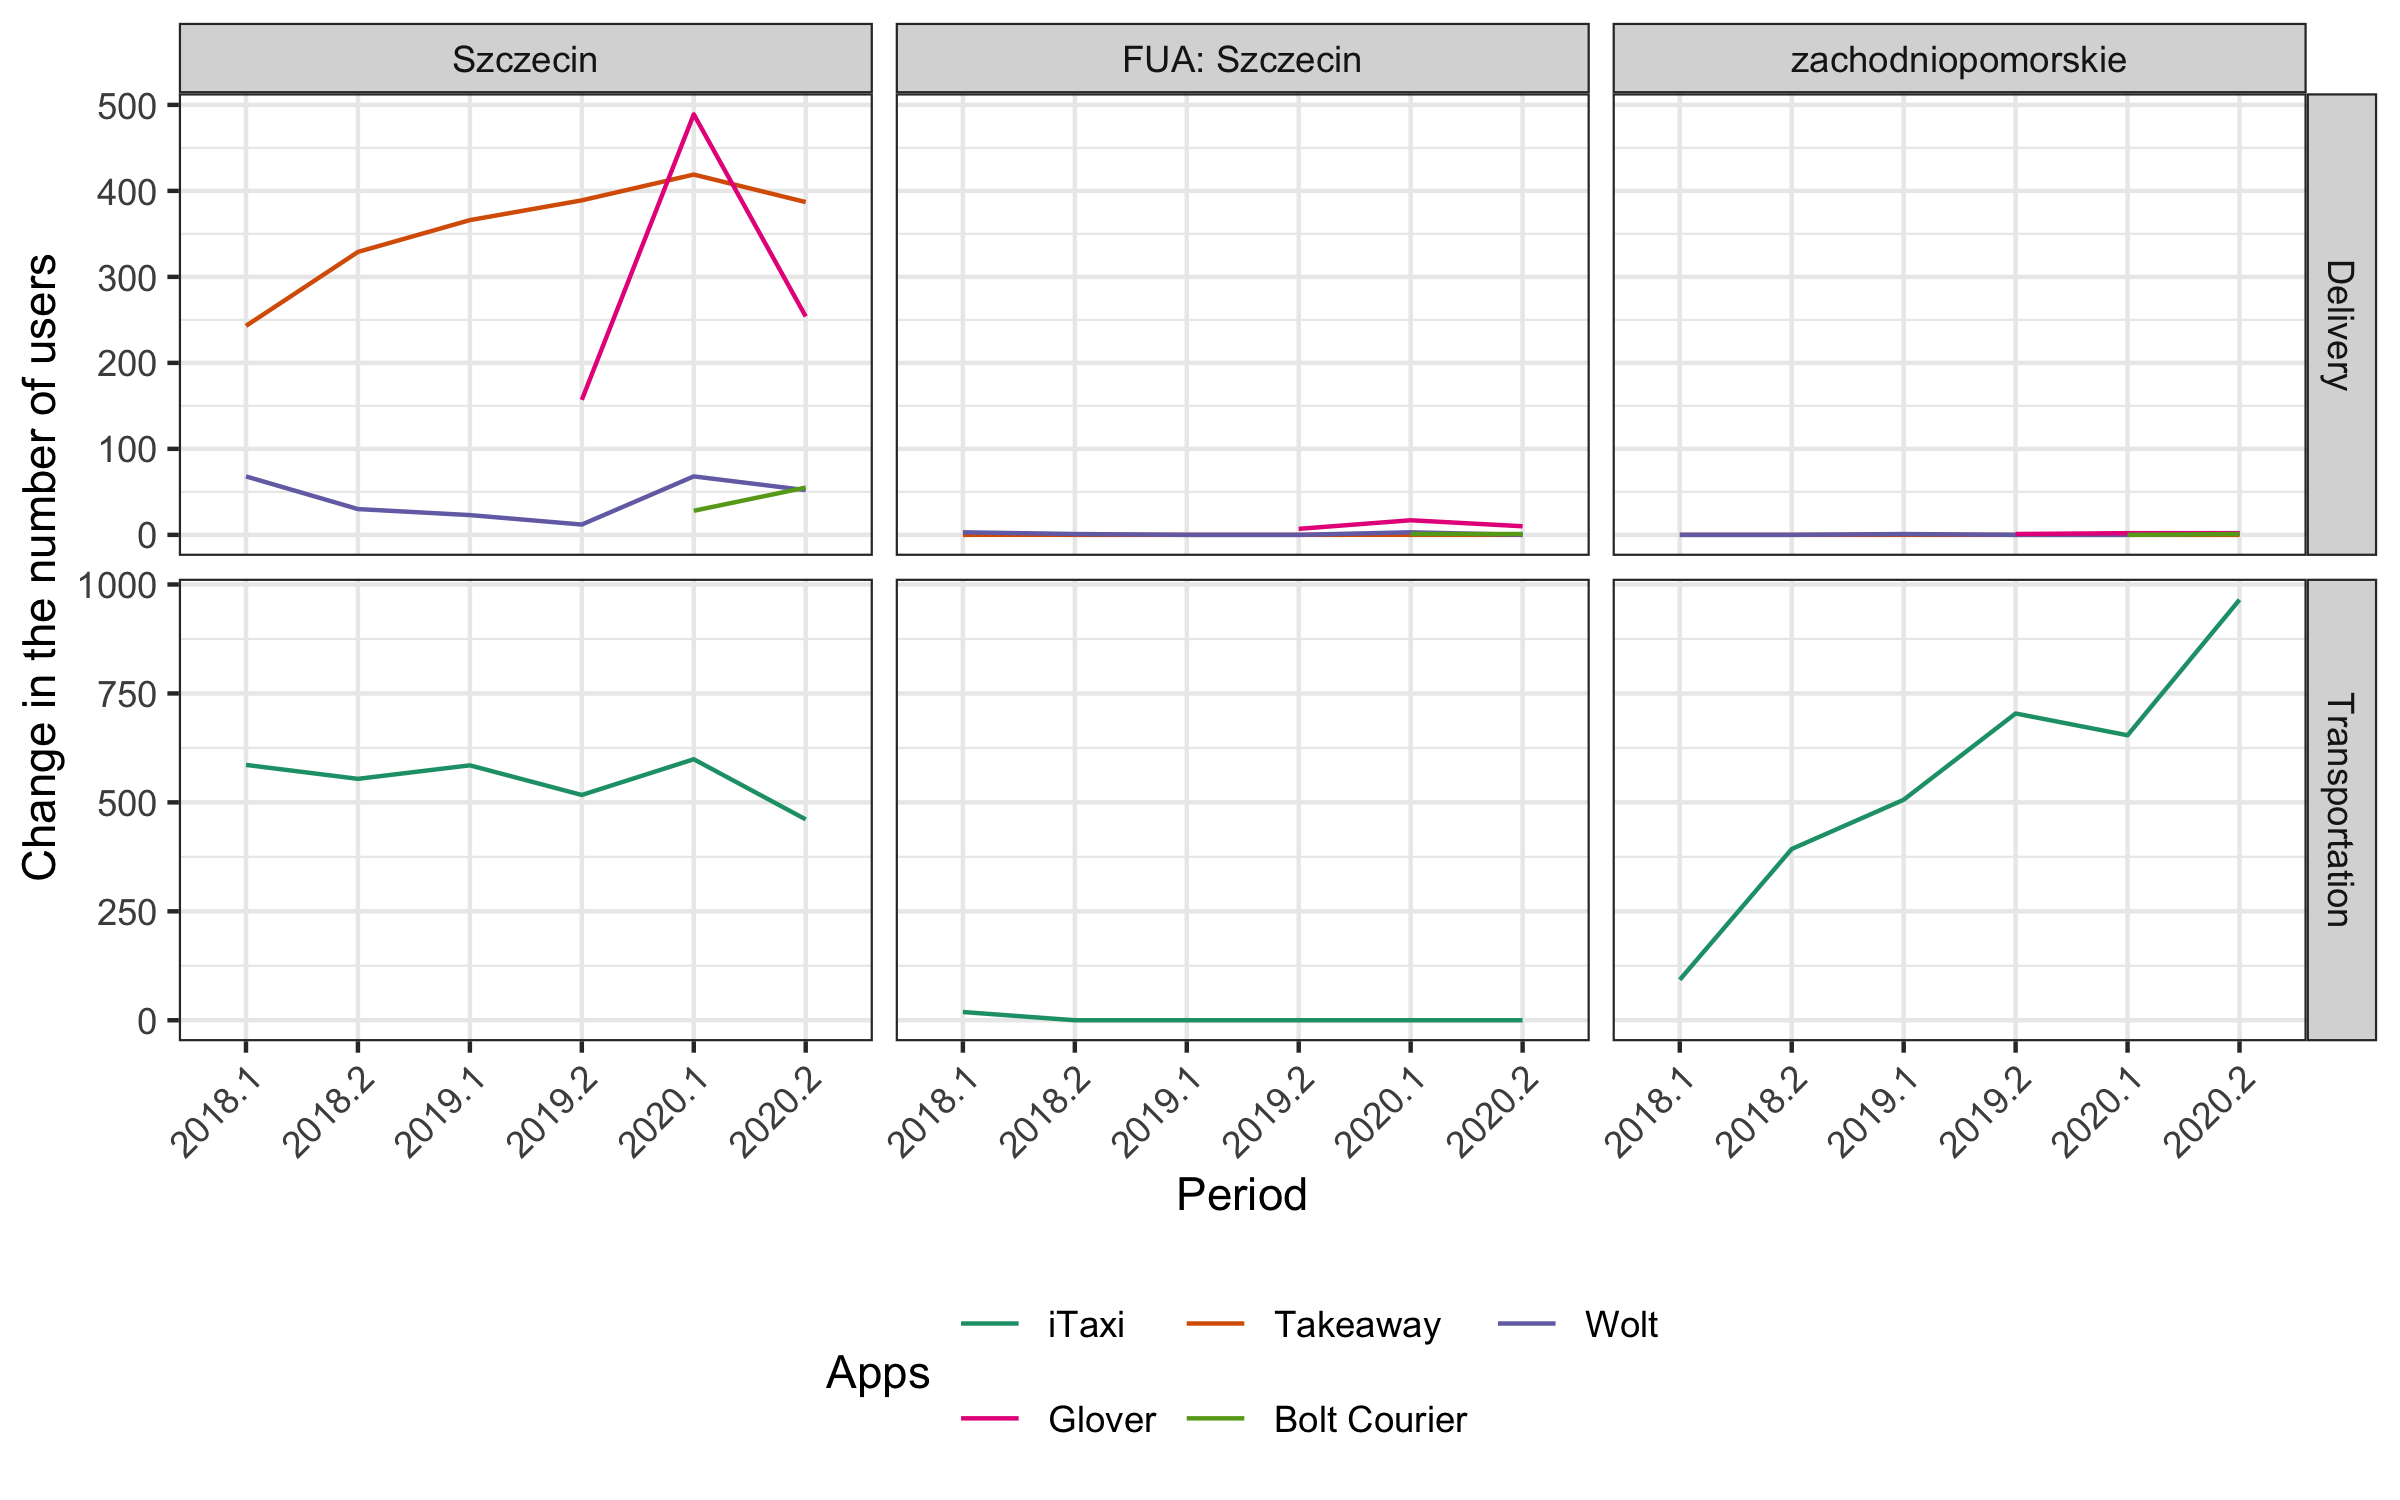 Szczecin
FUA: Szczecin
zachodniopomorskie
Change in the number of users
500
400
300
200
100
0
Delivery
1000
750
500
250
0
Transportation
2018.1
2018.2
2019.1
2019.2
2020.1
2020.2
2018.1
2018.2
2019.1
2019.2
2020.1
2020.2
2018.1
2018.2
2019.1
2019.2
2020.1
2020.2
Period
Apps
iTaxi
Takeaway
Wolt
Glover
Bolt Courier